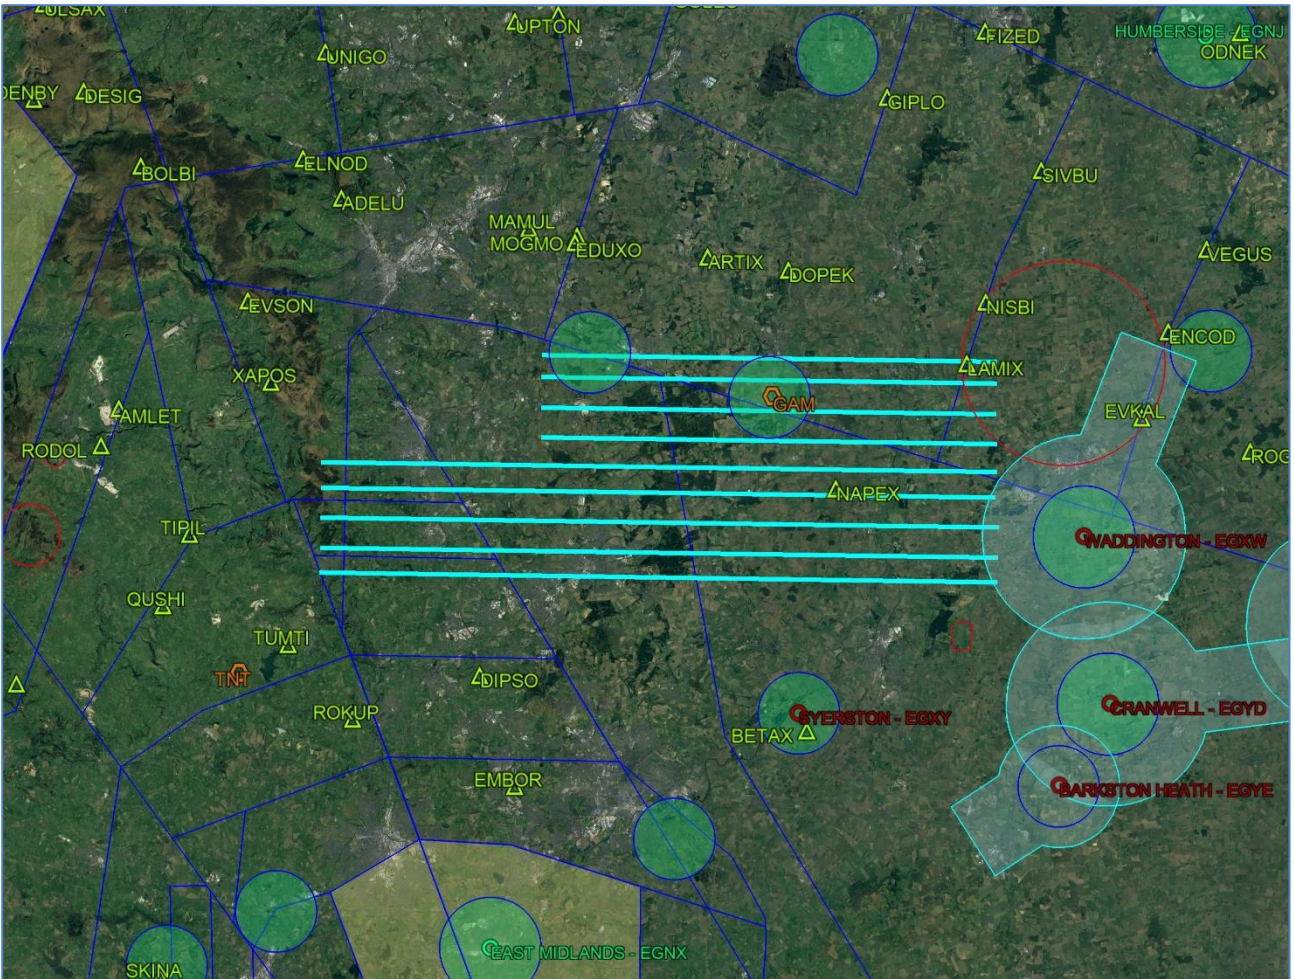 ULSAX
UPTON
FIZED
HUMBERSIDE - EGNJ
ODNEK
UNIGO
DENBY
DESIG
GIPLO
BOLBI
ELNOD
SIVBU
ADELU
MAMUL
MOGMO
EDUXO
ARTIX
DOPEK
VEGUS
EVSON
NISBI
ENCOD
XAPOS
LAMIX
GAM
AMLET
EVKAL
RODOL
ROG
NAPEX
TIPIL
WADDINGTON - EGXW
QUSHI
TUMTI
TNT
DIPSO
ROKUP
SYERSTON - EGXY
CRANWELL - EGYD
BETAX
EMBOR
BARKSTON HEATH - EGYE
EAST MIDLANDS - EGNX
SKINA